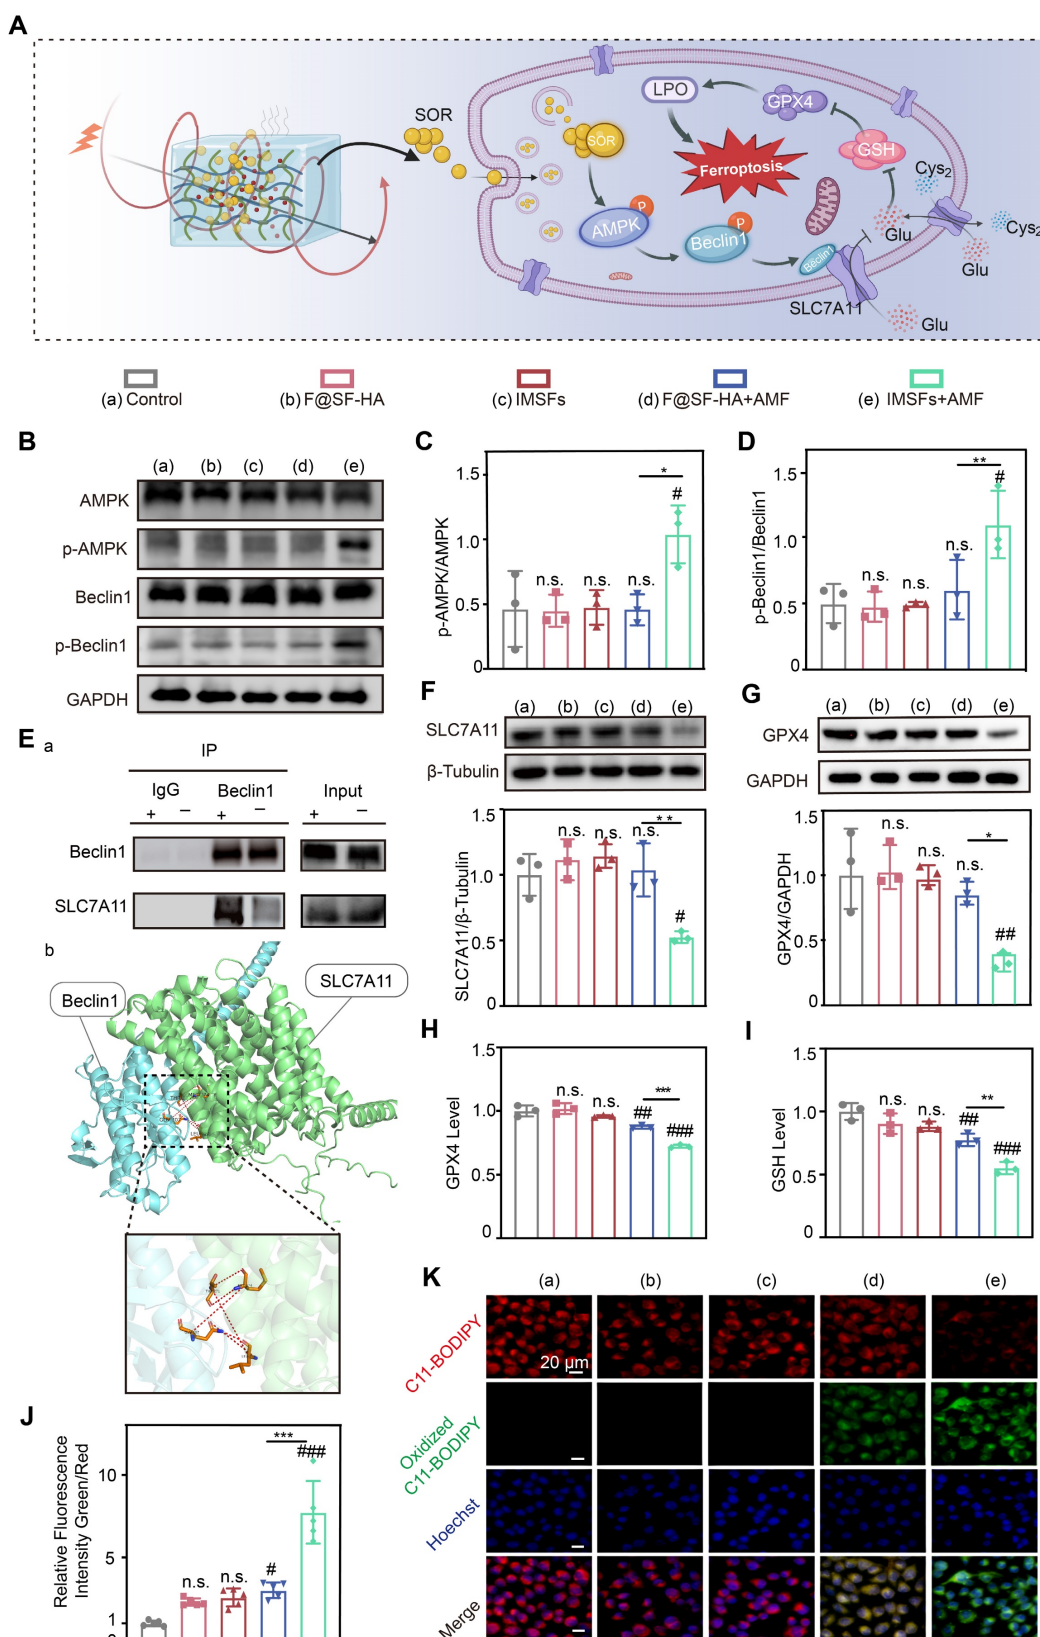 A
SOR
LPO
GPX4
SOR
Ferroptosis
GSH
Cys2
P
AMPK
P
Beclin1
Beclin1
Glu
Cys2
Glu
SLC7A11
Glu
(a) Control
(b) F@SF-HA
(c) IMSFs
(d) F@SF-HA+AMF
(e) IMSFs+AMF
B
(a) (b) (c) (d) (e)
AMPK
p-AMPK
Beclin1
p-Beclin1
GAPDH
C
p-AMPK/AMPK
1.5
1.0
0.5
0
n.s. n.s. n.s. # *
D
p-Beclin1/Beclin1
1.5
1.0
0.5
0
n.s. n.s. n.s. # **
E
a
IP
IgG Beclin1 Input
+ − + − + −
Beclin1
SLC7A11
b
Beclin1
SLC7A11
F
(a) (b) (c) (d) (e)
SLC7A11
β-Tubulin
SLC7A11/β-Tubulin
1.5
1.0
0.5
0
n.s. n.s. n.s. # **
G
(a) (b) (c) (d) (e)
GPX4
GAPDH
GPX4/GAPDH
1.5
1.0
0.5
0
n.s. n.s. n.s. ## *
H
GPX4 Level
1.5
1.0
0.5
0
n.s. n.s. ## ### ***
I
GSH Level
1.5
1.0
0.5
0
n.s. n.s. ## ### **
J
Relative Fluorescence
Intensity Green/Red
10
5
1
n.s. n.s. # ### ***
K
(a) (b) (c) (d) (e)
C11-BODIPY
20 μm
Oxidized
C11-BODIPY
Hoechst
Merge